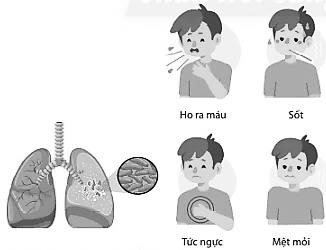 Ho ra máu
Sốt
Tức ngực
Mệt mỏi